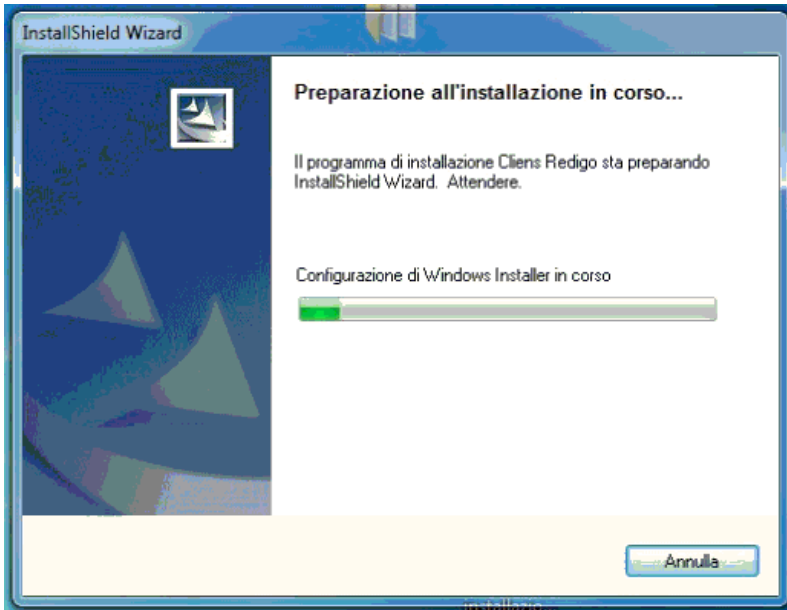 InstallShield Wizard
Preparazione all'installazione in corso...
Il programma di installazione Cliens Redigo sta preparando
InstallShield Wizard. Attendere.
Configurazione di Windows Installer in corso
Annulla